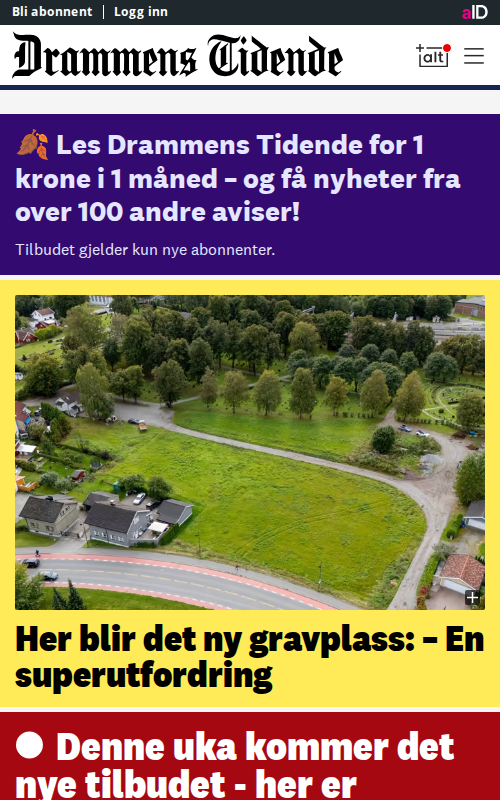 Bli abonnent | Logg inn
aID
Drammens Tidende
+alt
🍂 Les Drammens Tidende for 1
krone i 1 måned – og få nyheter fra
over 100 andre aviser!
Tilbudet gjelder kun nye abonnenter.
Her blir det ny gravplass: – En
superutfordring
Denne uka kommer det
nye tilbudet - her er